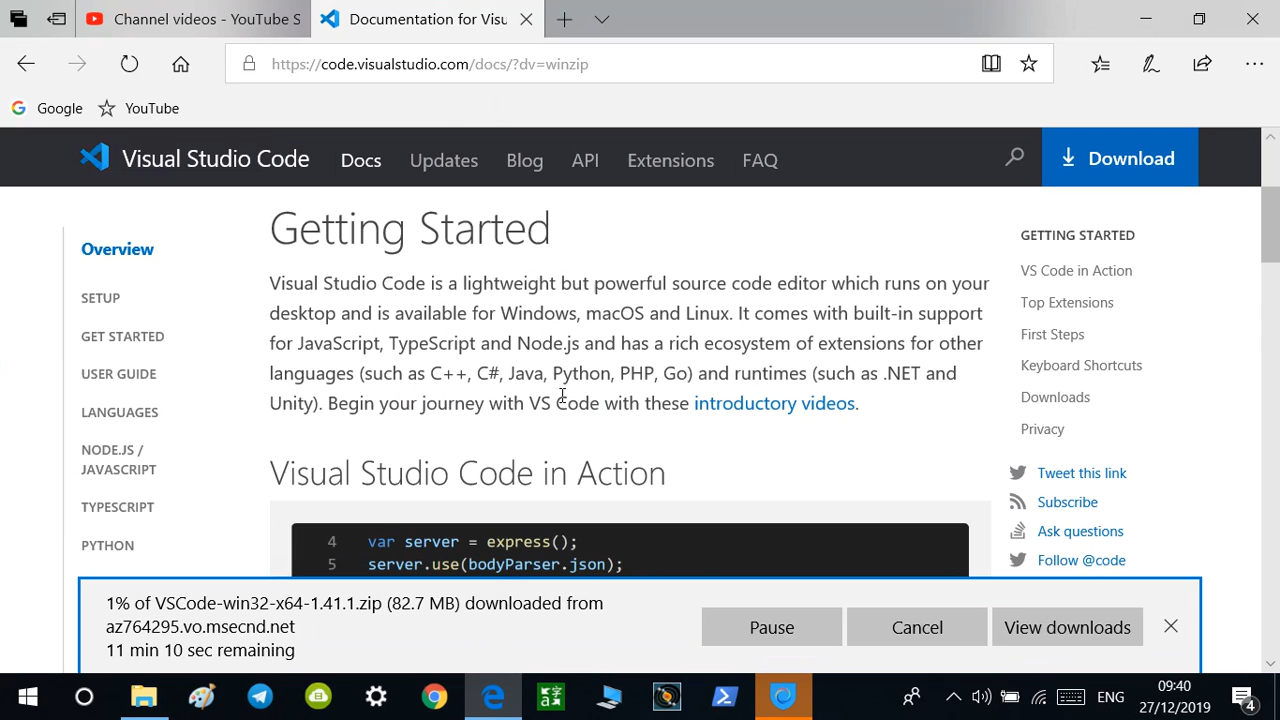 Channel videos - YouTube S
Documentation for Visu
https://code.visualstudio.com/docs/?dv=winzip
Google
YouTube
Visual Studio Code
Docs
Updates
Blog
API
Extensions
FAQ
Download
Overview
SETUP
GET STARTED
USER GUIDE
LANGUAGES
NODE.JS /
JAVASCRIPT
TYPESCRIPT
PYTHON
Getting Started
Visual Studio Code is a lightweight but powerful source code editor which runs on your
desktop and is available for Windows, macOS and Linux. It comes with built-in support
for JavaScript, TypeScript and Node.js and has a rich ecosystem of extensions for other
languages (such as C++, C#, Java, Python, PHP, Go) and runtimes (such as .NET and
Unity). Begin your journey with VS Code with these introductory videos.
Visual Studio Code in Action
4 var server = express();
5 server.use(bodyParser.json);
GETTING STARTED
VS Code in Action
Top Extensions
First Steps
Keyboard Shortcuts
Downloads
Privacy
Tweet this link
Subscribe
Ask questions
Follow @code
1% of VSCode-win32-x64-1.41.1.zip (82.7 MB) downloaded from
az764295.vo.msecnd.net
11 min 10 sec remaining
Pause
Cancel
View downloads
ENG
09:40
27/12/2019
4